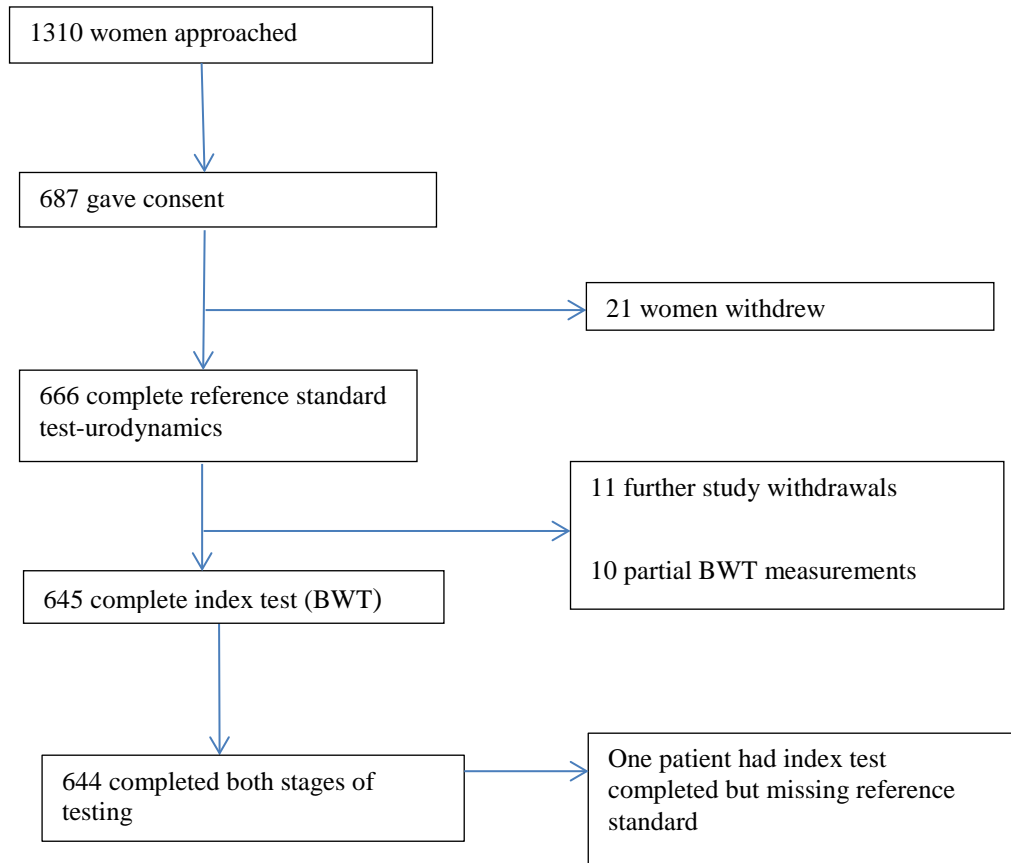 1310 women approached
687 gave consent
21 women withdrew
666 complete reference standard
test-urodynamics
11 further study withdrawals
10 partial BWT measurements
645 complete index test (BWT)
644 completed both stages of
testing
One patient had index test
completed but missing reference
standard